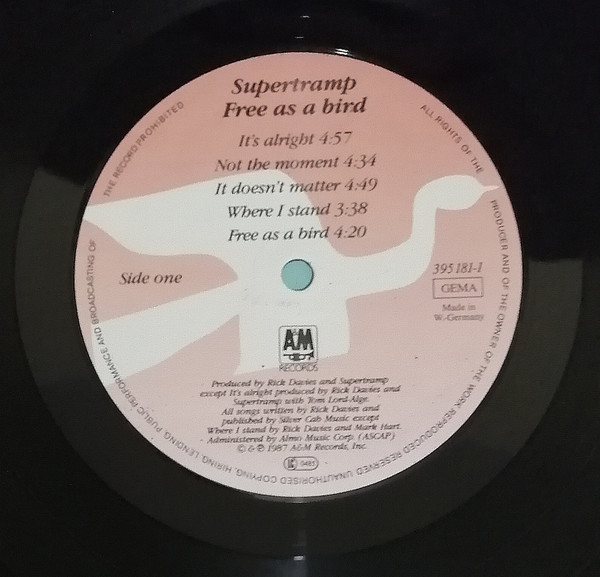 Supertramp
Free as a bird
It's alright 4:57
Not the moment 4:34
It doesn't matter 4:49
Where I stand 3:38
Free as a bird 4:20
Side one
395 181-1
GEMA
Made in
W-Germany
A&M
RECORDS
Produced by Rick Davies and Supertramp
except It's alright produced by Rick Davies and
Supertramp with Tom Lord-Alge.
All songs written by Rick Davies and
published by Silver Cab Music except
Where I stand by Rick Davies and Mark Hart.
Administered by Almo Music Corp. (ASCAP)
© & ℗ 1987 A&M Records, Inc.
LC 0485
ALL RIGHTS OF THE PRODUCER AND OF THE OWNER OF THE WORK REPRODUCED RESERVED UNAUTHORISED COPYING, HIRING, LENDING, PUBLIC PERFORMANCE AND BROADCASTING OF THE RECORD PROHIBITED